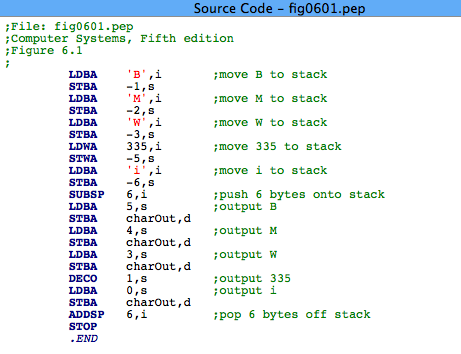 Source Code - fig0601.pep
;File: fig0601.pep
;Computer Systems, Fifth edition
;Figure 6.1
;
LDBA 'B',i ;move B to stack
STBA -1,s
LDBA 'M',i ;move M to stack
STBA -2,s
LDBA 'W',i ;move W to stack
STBA -3,s
LDWA 335,i ;move 335 to stack
STWA -5,s
LDBA 'i',i ;move i to stack
STBA -6,s
SUBSP 6,i ;push 6 bytes onto stack
LDBA 5,s ;output B
STBA charOut,d
LDBA 4,s ;output M
STBA charOut,d
LDBA 3,s ;output W
STBA charOut,d
DECO 1,s ;output 335
LDBA 0,s ;output i
STBA charOut,d
ADDSP 6,i ;pop 6 bytes off stack
STOP
.END